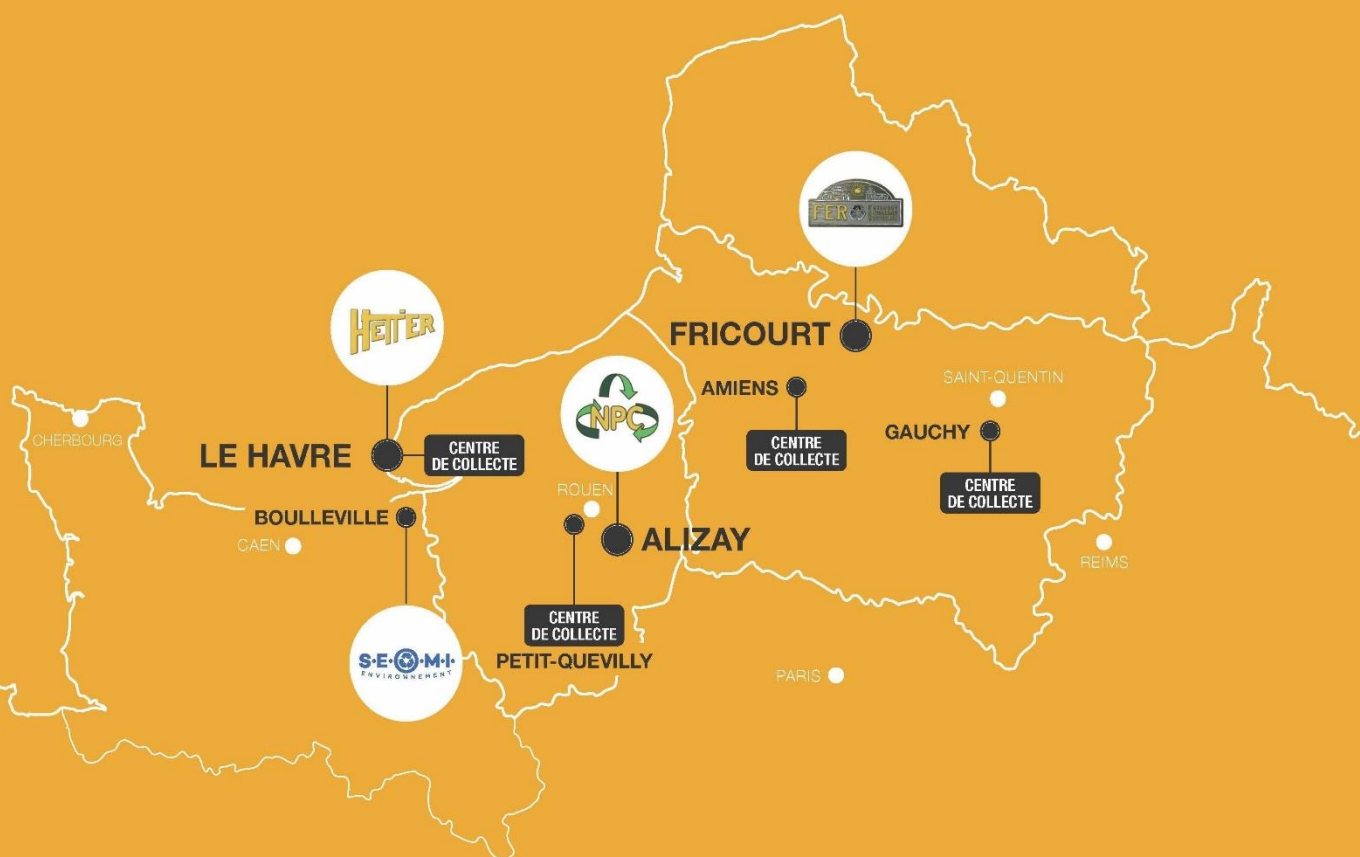 FER
FRICOURT
HETIER
AMIENS
SAINT-QUENTIN
NPC
CHERBOURG
LE HAVRE
CENTRE
DE COLLECTE
CENTRE
DE COLLECTE
GAUCHY
CENTRE
DE COLLECTE
ROUEN
BOULLEVILLE
CAEN
ALIZAY
REIMS
CENTRE
DE COLLECTE
PETIT-QUEVILLY
S·E·O·M·I·
ENVIRONNEMENT
PARIS